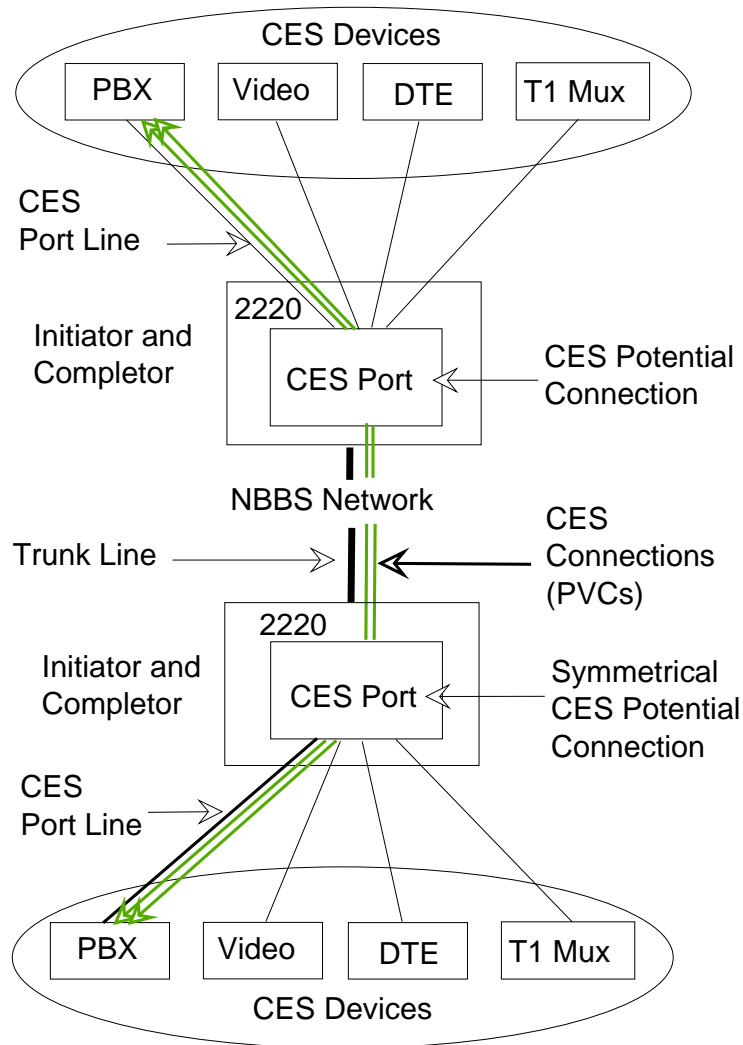 CES Devices
PBX
Video
DTE
T1 Mux
CES
Port Line
2220
Initiator and
Completor
CES Port
CES Potential
Connection
NBBS Network
Trunk Line
CES
Connections
(PVCs)
2220
Initiator and
Completor
CES Port
Symmetrical
CES Potential
Connection
CES
Port Line
PBX
Video
DTE
T1 Mux
CES Devices